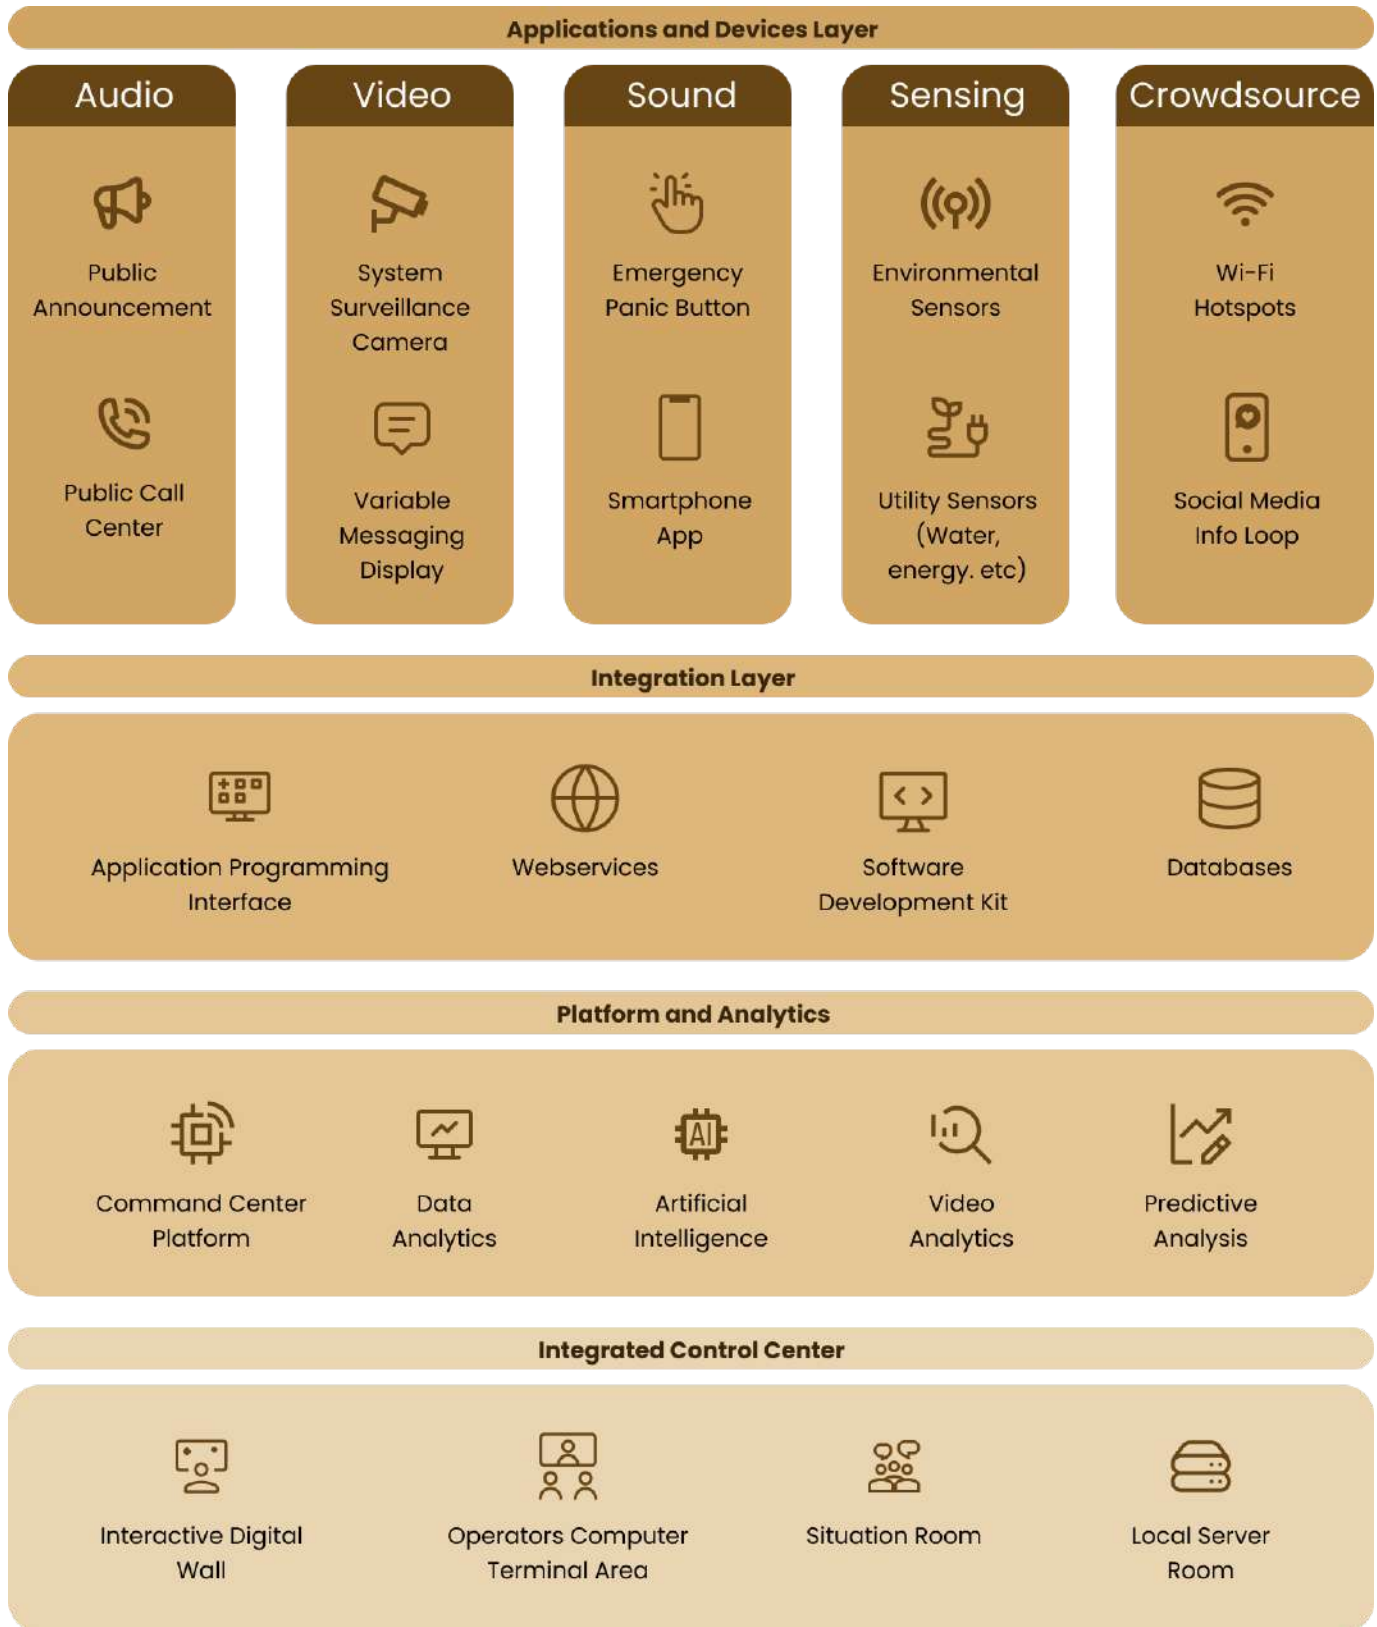 Applications and Devices Layer
Audio
Public
Announcement
Public Call
Center
Video
System
Surveillance
Camera
Variable
Messaging
Display
Sound
Emergency
Panic Button
Smartphone
App
Sensing
Environmental
Sensors
Utility Sensors
(Water,
energy. etc)
Crowdsource
Wi-Fi
Hotspots
Social Media
Info Loop
Integration Layer
Application Programming
Interface
Webservices
Software
Development Kit
Databases
Platform and Analytics
Command Center
Platform
Data
Analytics
AI
Artificial
Intelligence
Video
Analytics
Predictive
Analysis
Integrated Control Center
Interactive Digital
Wall
Operators Computer
Terminal Area
Situation Room
Local Server
Room